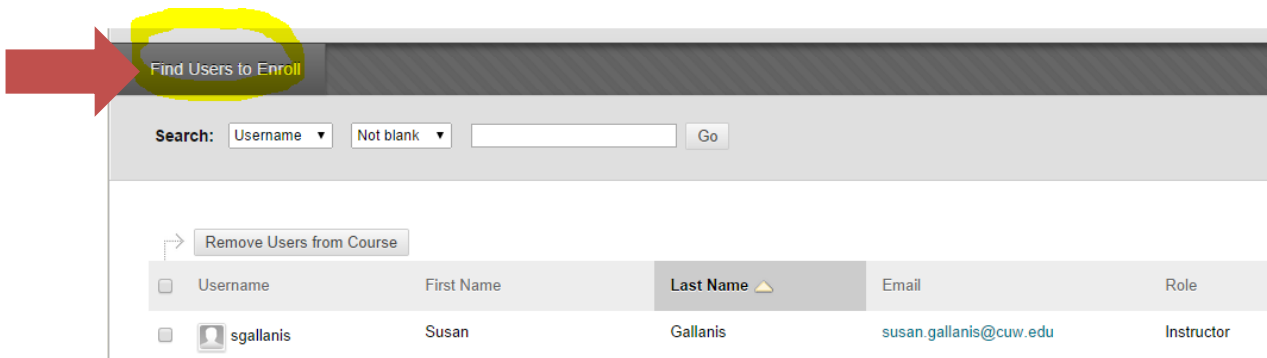 Find Users to Enroll
Search: Username Not blank Go
Remove Users from Course
Username First Name Last Name Email Role
sgallanis Susan Gallanis susan.gallanis@cuw.edu Instructor